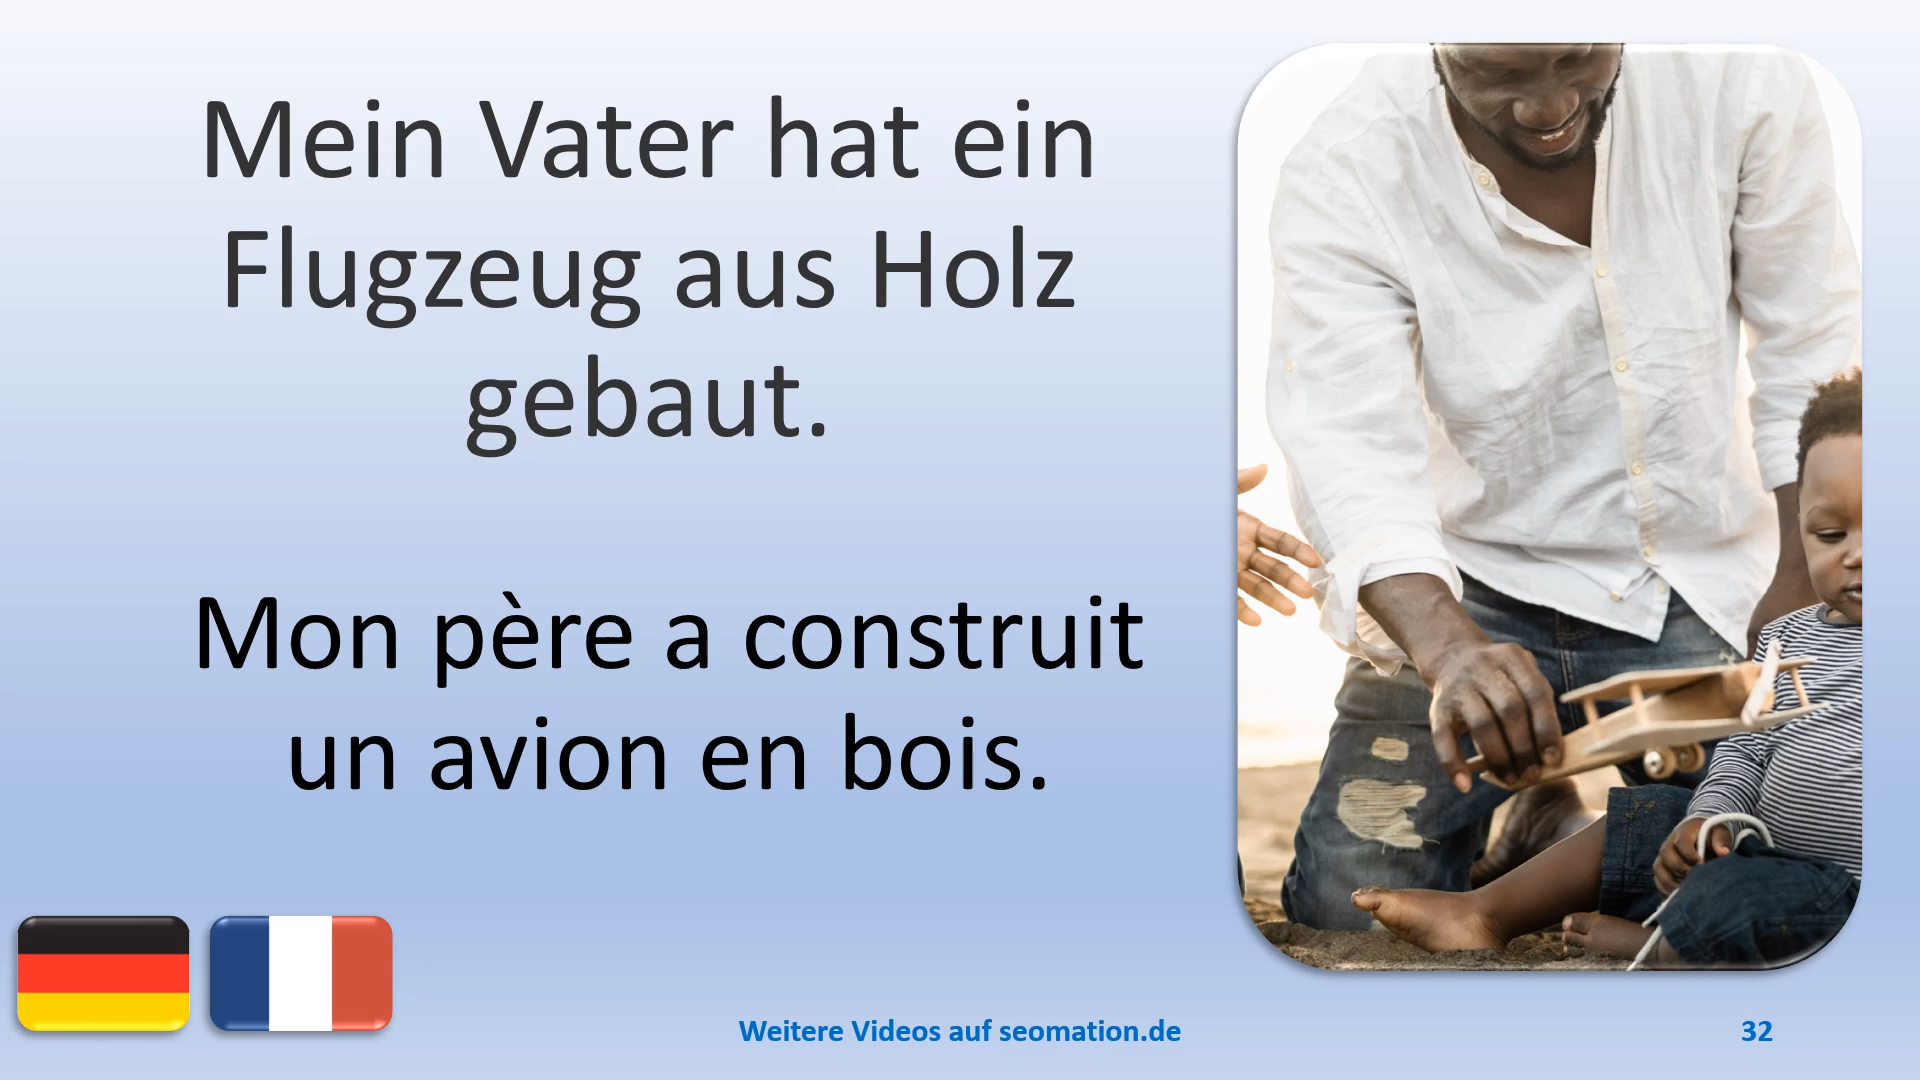 Mein Vater hat ein
Flugzeug aus Holz
gebaut.
Mon père a construit
un avion en bois.
Weitere Videos auf seomation.de
32